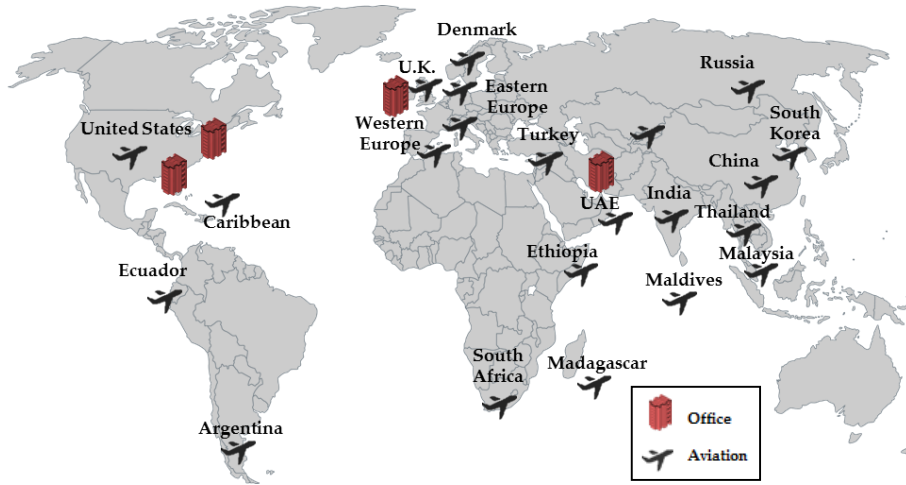 Denmark
U.K.
Russia
Eastern
Europe
United States
Western
Europe
Turkey
South
Korea
China
UAE
India
Thailand
Caribbean
Ethiopia
Malaysia
Ecuador
Maldives
South
Africa
Madagascar
Argentina
Office
Aviation